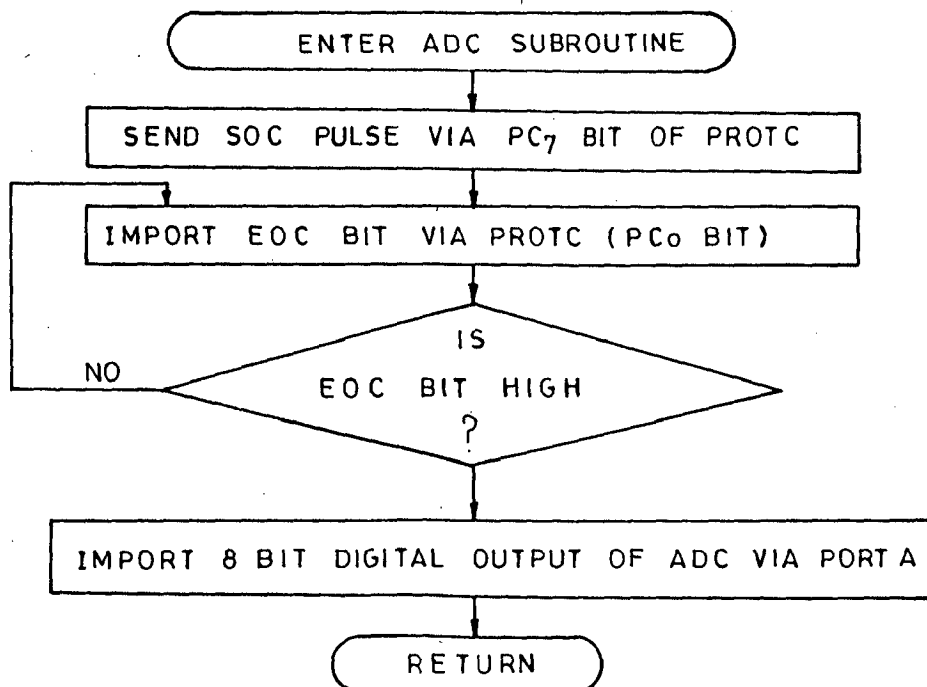 ENTER ADC SUBROUTINE
SEND SOC PULSE VIA PC7 BIT OF PROTC
IMPORT EOC BIT VIA PROTC (PC0 BIT)
IS
EOC BIT HIGH
?
NO
IMPORT 8 BIT DIGITAL OUTPUT OF ADC VIA PORT A
RETURN